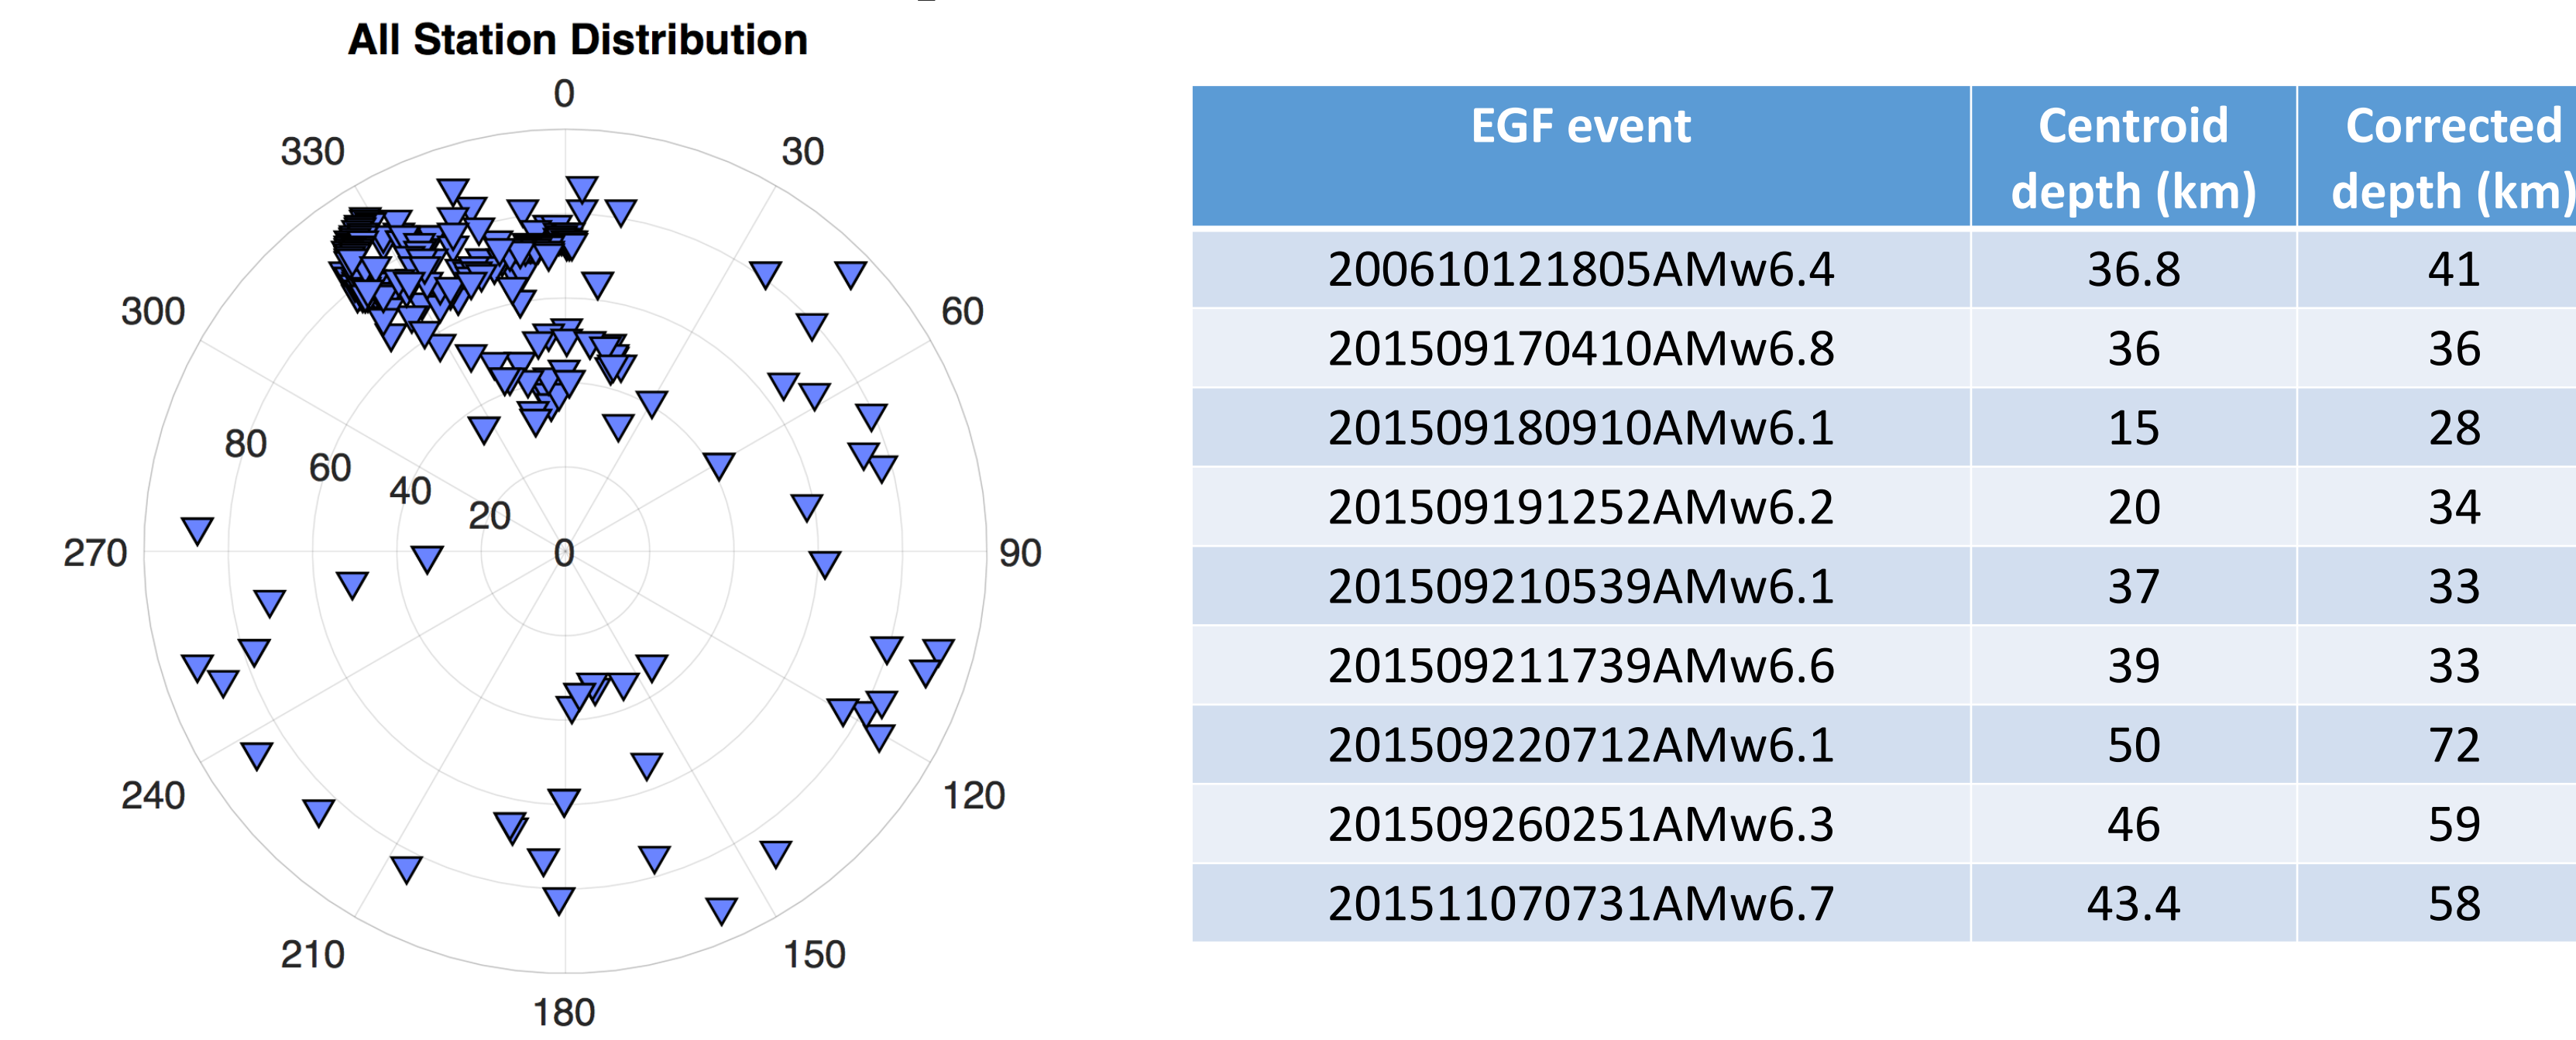 All Station Distribution
0
330
30
300
60
80
60
40
20
270
0
90
240
120
210
150
180
EGF event
Centroid
depth (km)
Corrected
depth (km)
200610121805AMw6.4 36.8 41
201509170410AMw6.8 36 36
201509180910AMw6.1 15 28
201509191252AMw6.2 20 34
201509210539AMw6.1 37 33
201509211739AMw6.6 39 33
201509220712AMw6.1 50 72
201509260251AMw6.3 46 59
201511070731AMw6.7 43.4 58